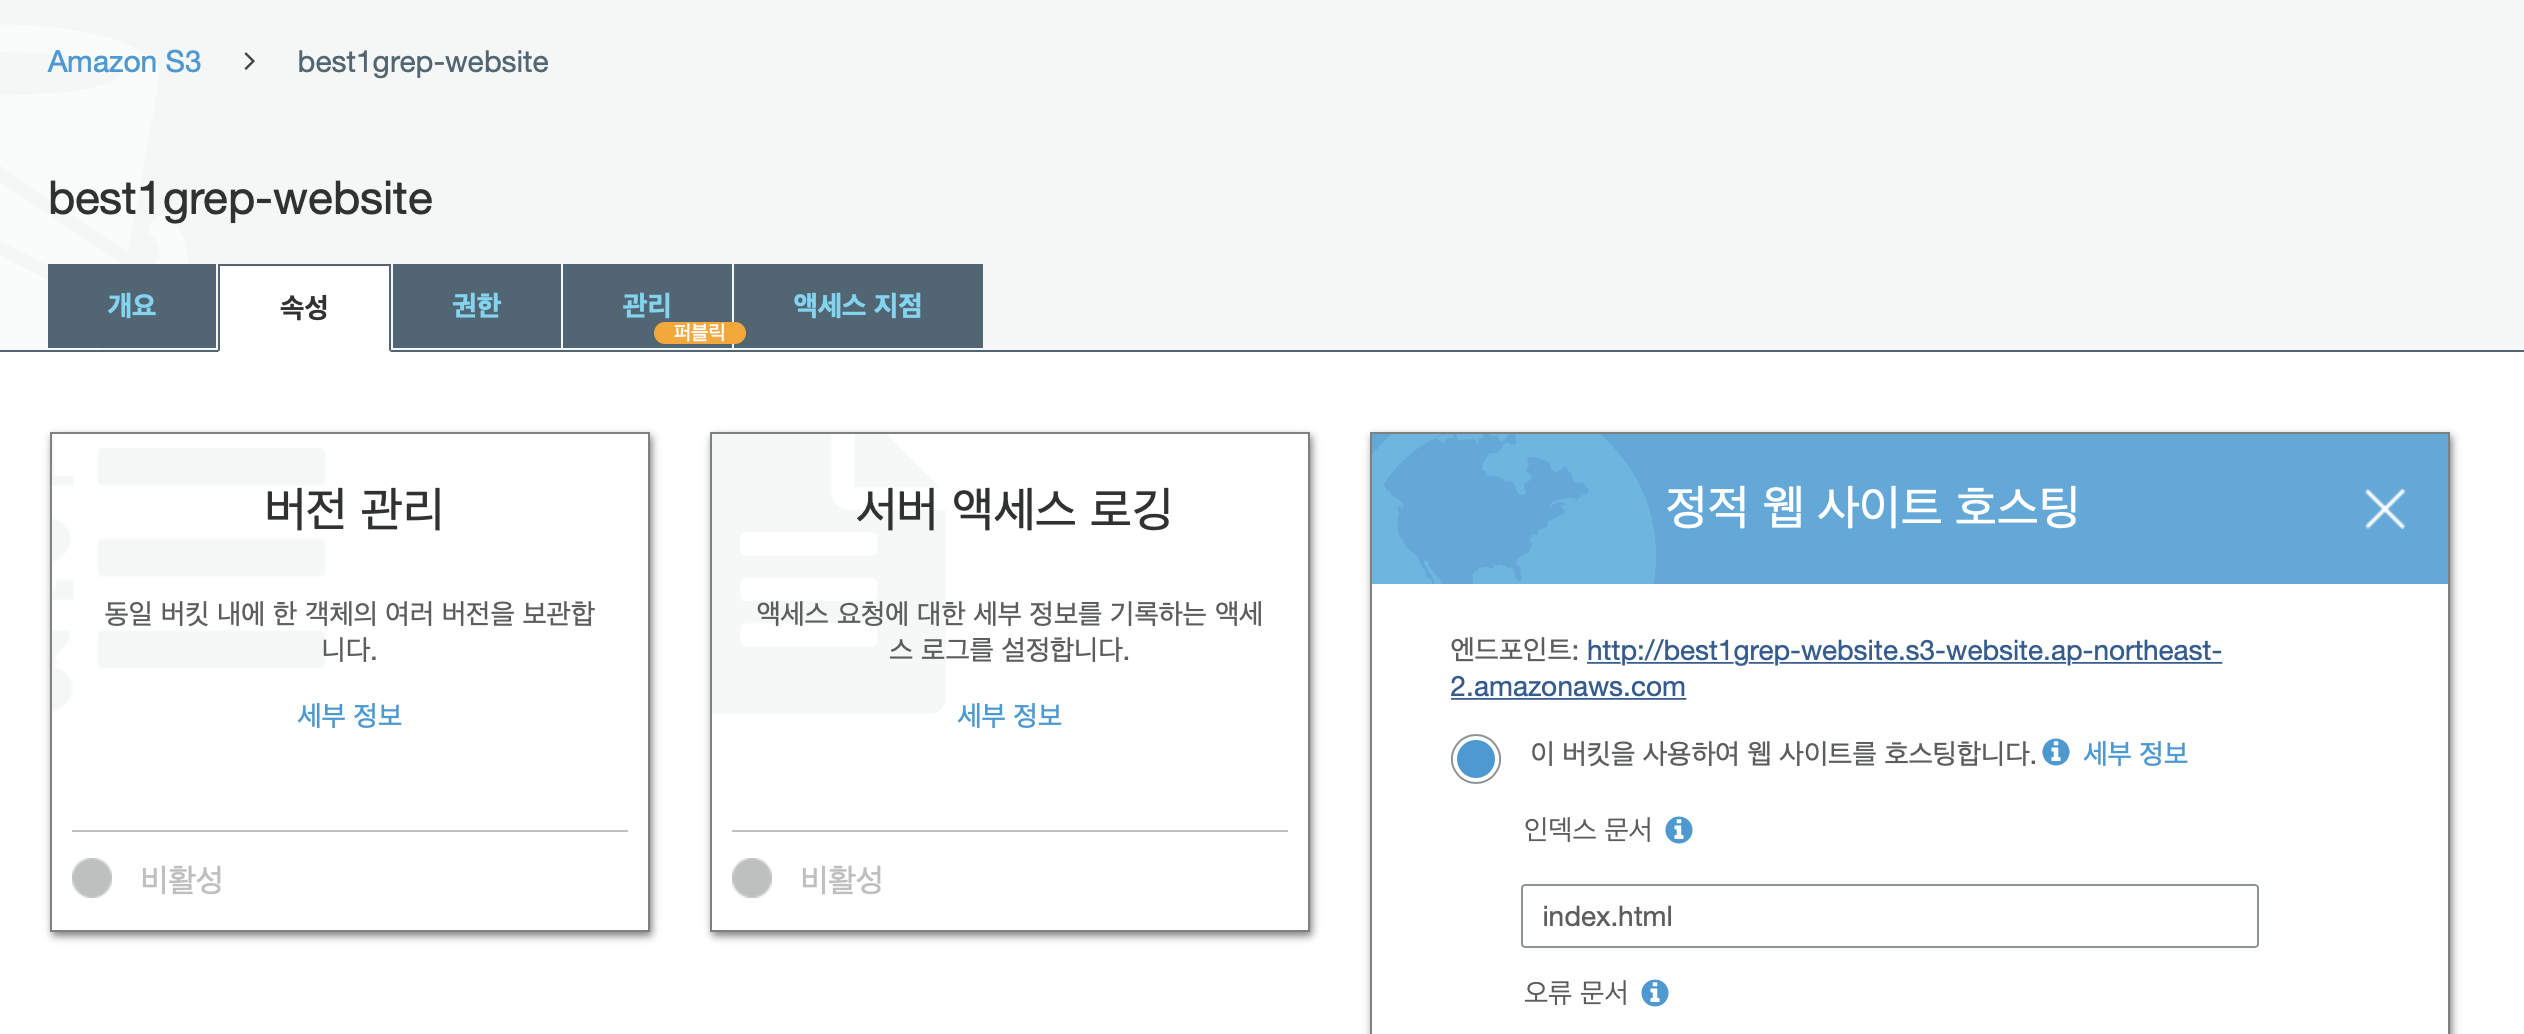 Amazon S3 > best1grep-website
best1grep-website
개요 속성 권한 관리 액세스 지점
퍼블릭
버전 관리
동일 버킷 내에 한 객체의 여러 버전을 보관합
니다.
세부 정보
비활성
서버 액세스 로깅
액세스 요청에 대한 세부 정보를 기록하는 액세
스 로그를 설정합니다.
세부 정보
비활성
정적 웹 사이트 호스팅
엔드포인트: http://best1grep-website.s3-website.ap-northeast-
2.amazonaws.com
이 버킷을 사용하여 웹 사이트를 호스팅합니다. 세부 정보
인덱스 문서
index.html
오류 문서